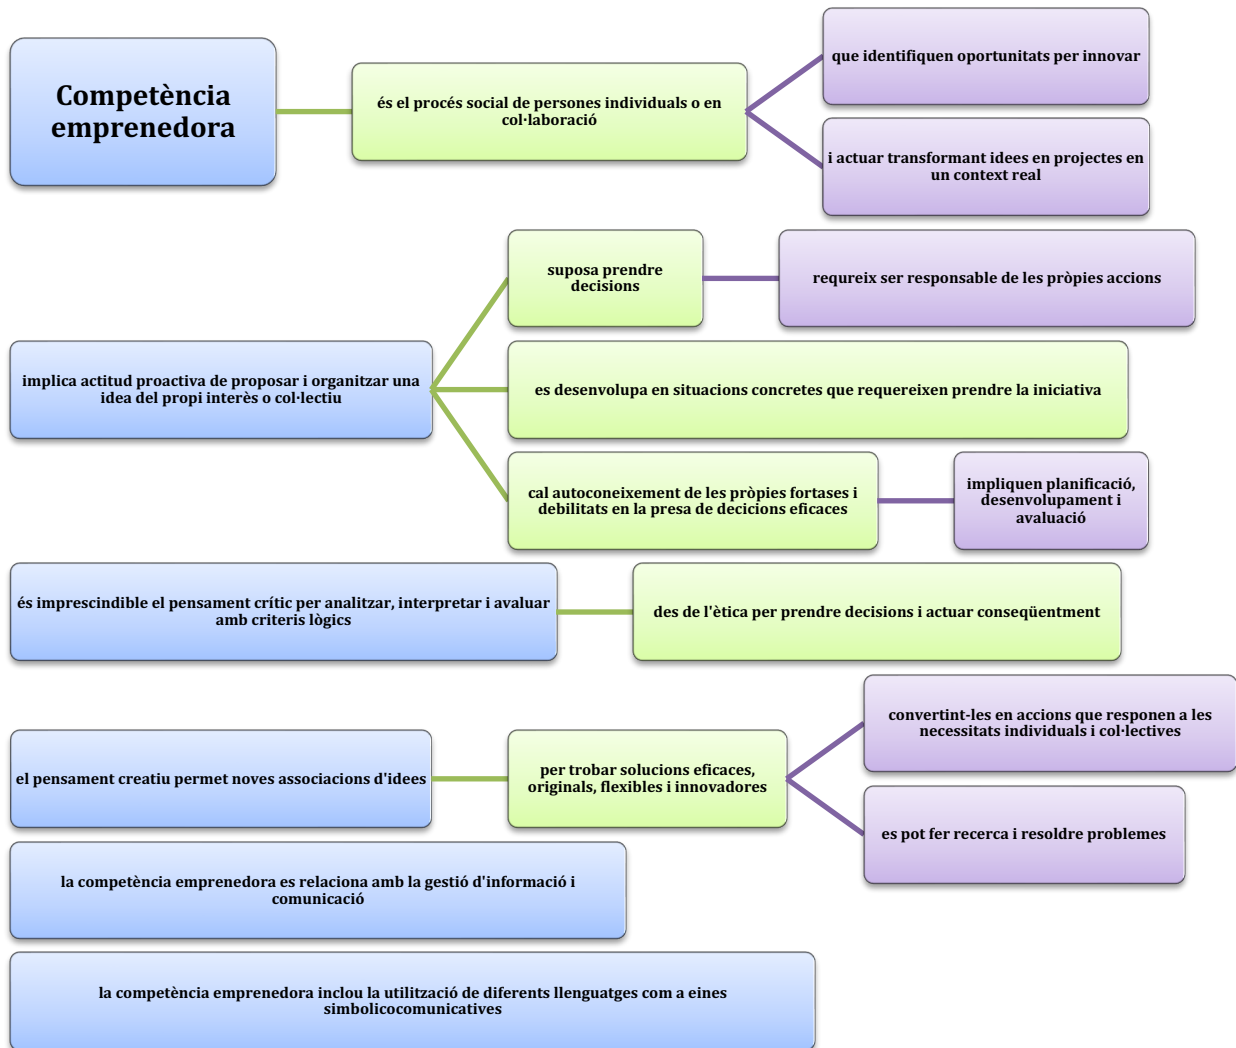 Competència
emprenedora
és el procés social de persones individuals o en
col·laboració
que identifiquen oportunitats per innovar
i actuar transformant idees en projectes en
un context real
implica actitud proactiva de proposar i organitzar una
idea del propi interès o col·lectiu
suposa prendre
decisions
requreix ser responsable de les pròpies accions
es desenvolupa en situacions concretes que requereixen prendre la iniciativa
cal autoconeixement de les pròpies fortases i
debilitats en la presa de decicions eficaces
impliquen planificació,
desenvolupament i
avaluació
és imprescindible el pensament crític per analitzar, interpretar i avaluar
amb criteris lògics
des de l'ètica per prendre decisions i actuar conseqüentment
el pensament creatiu permet noves associacions d'idees
per trobar solucions eficaces,
originals, flexibles i innovadores
convertint-les en accions que responen a les
necessitats individuals i col·lectives
es pot fer recerca i resoldre problemes
la competència emprenedora es relaciona amb la gestió d'informació i
comunicació
la competència emprenedora inclou la utilització de diferents llenguatges com a eines
simbolicocomunicatives